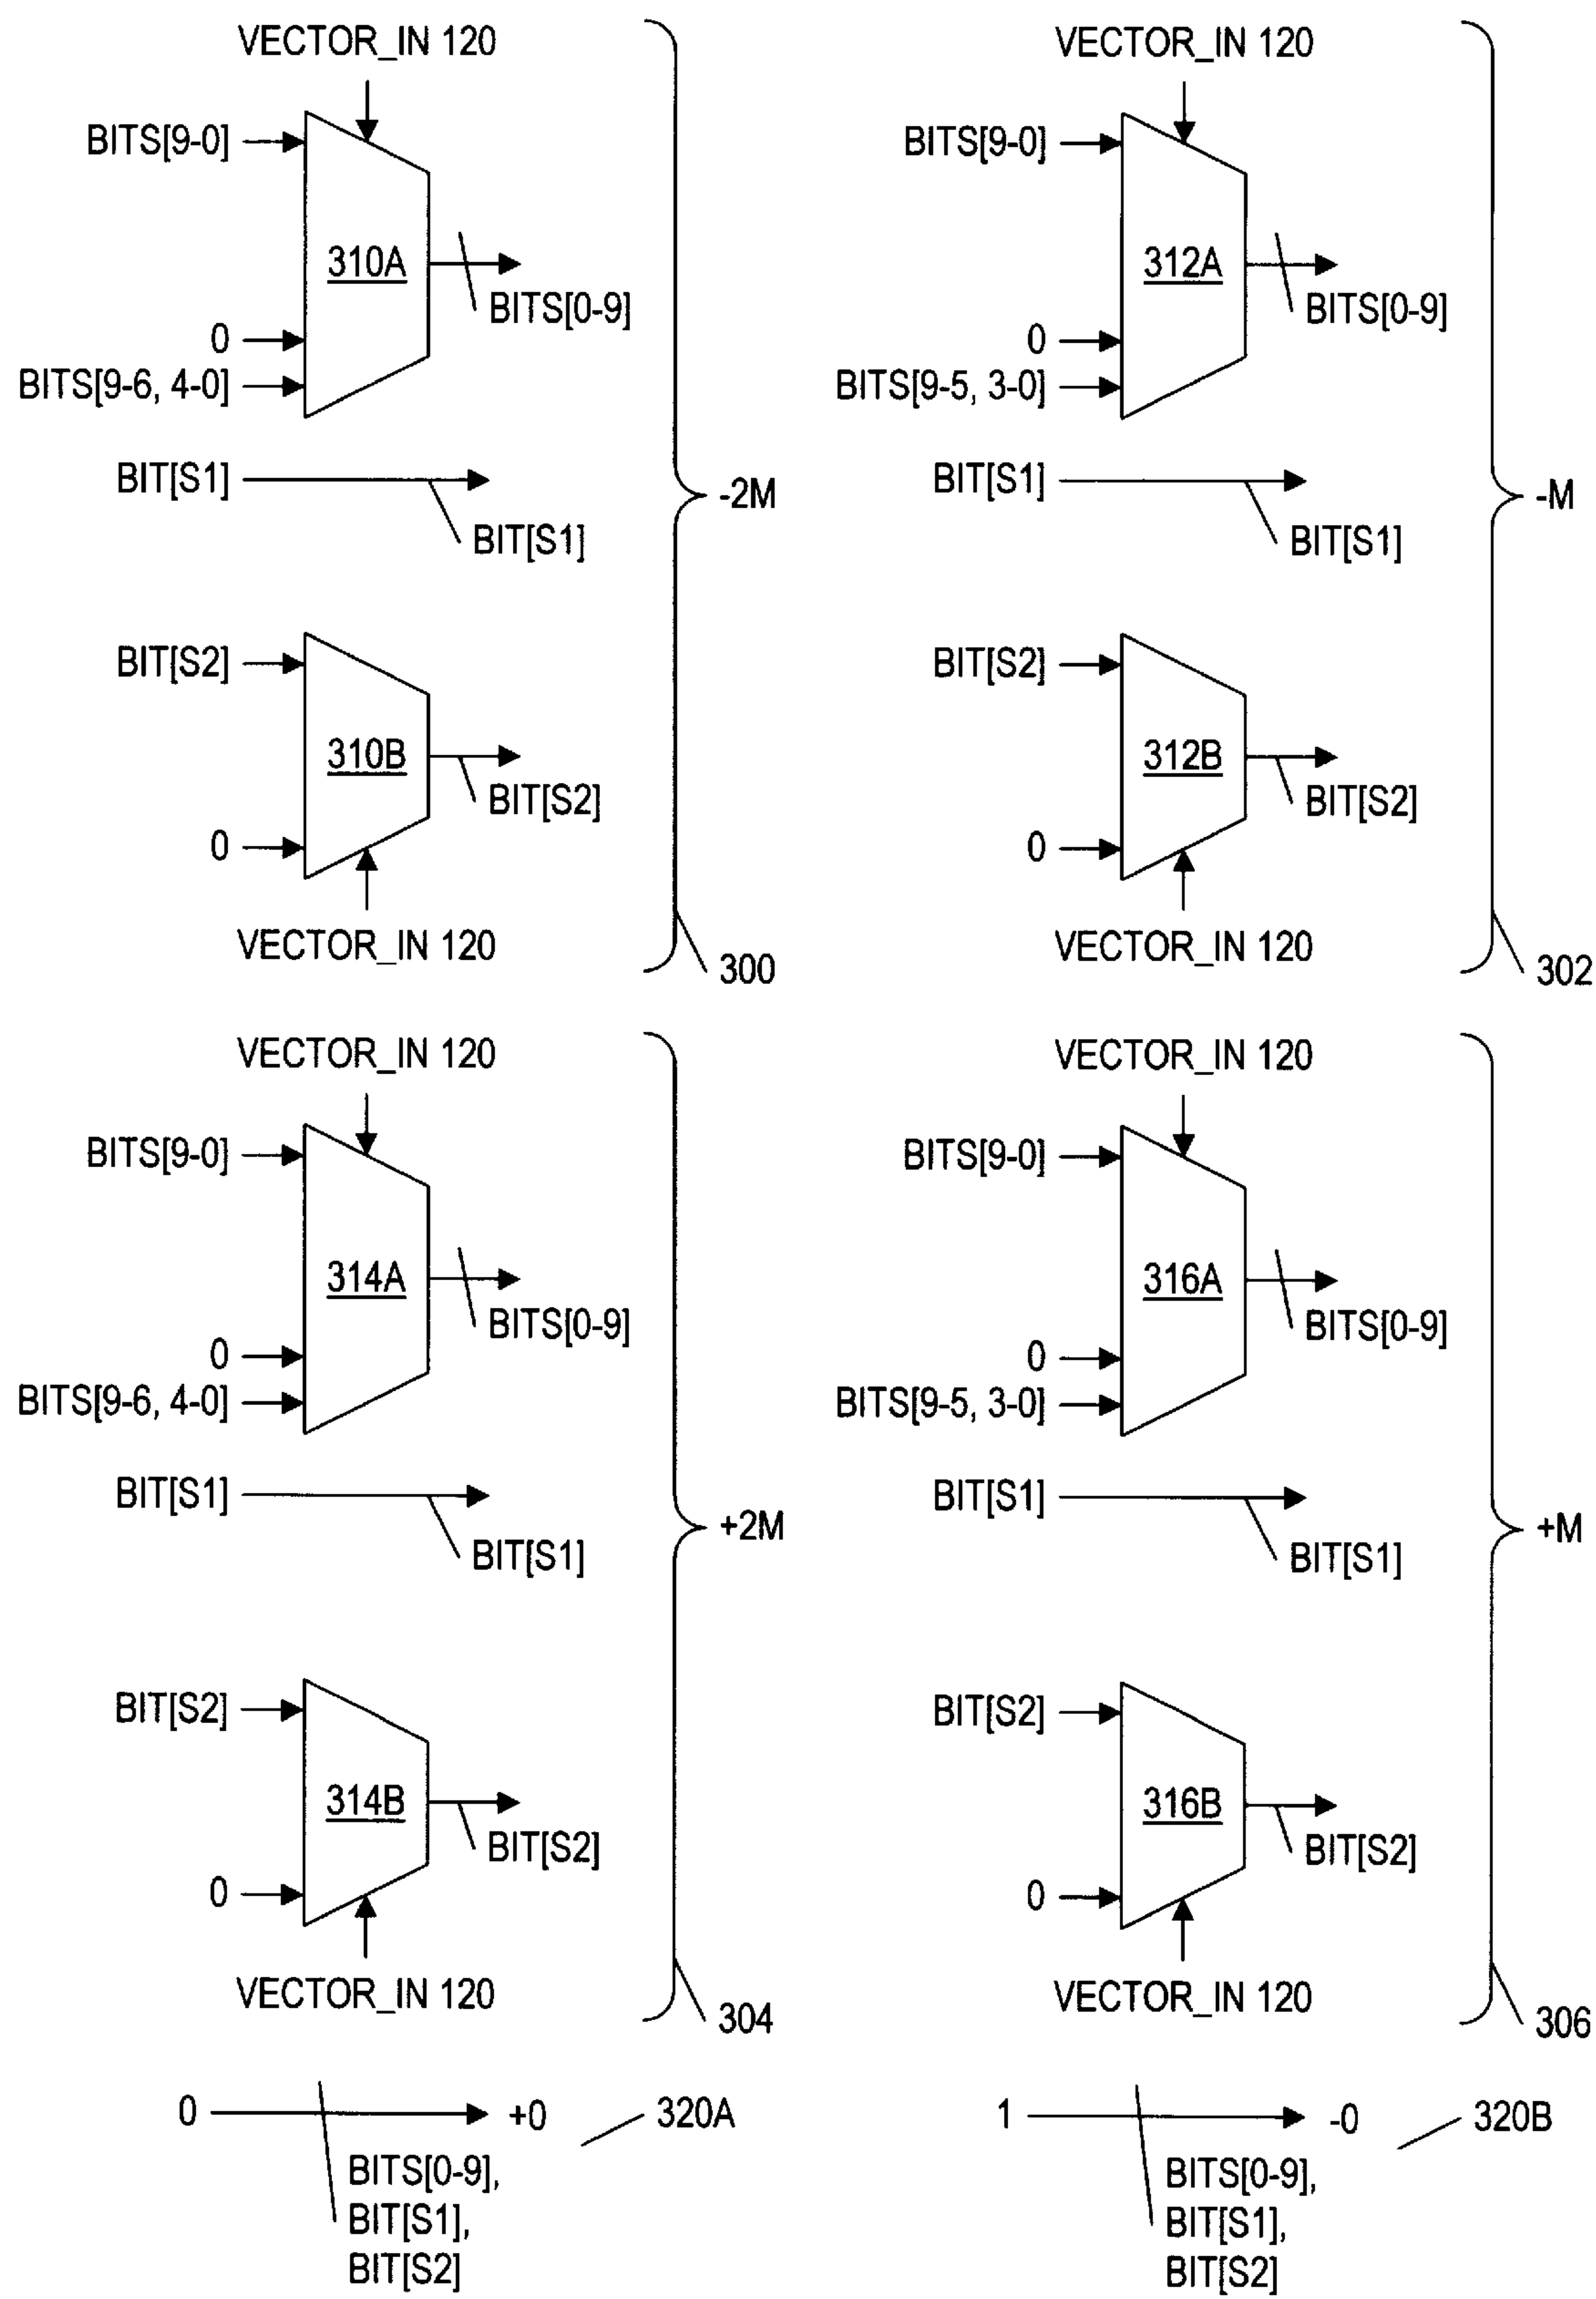 VECTOR_IN 120
BITS[9-0]
310A
BITS[0-9]
0
BITS[9-6, 4-0]
BIT[S1]
BIT[S1]
-2M
BIT[S2]
310B
BIT[S2]
0
VECTOR_IN 120
300
VECTOR_IN 120
BITS[9-0]
312A
BITS[0-9]
0
BITS[9-5, 3-0]
BIT[S1]
BIT[S1]
-M
BIT[S2]
312B
BIT[S2]
0
VECTOR_IN 120
302
VECTOR_IN 120
BITS[9-0]
314A
BITS[0-9]
0
BITS[9-6, 4-0]
BIT[S1]
BIT[S1]
+2M
BIT[S2]
314B
BIT[S2]
0
VECTOR_IN 120
304
VECTOR_IN 120
BITS[9-0]
316A
BITS[0-9]
0
BITS[9-5, 3-0]
BIT[S1]
BIT[S1]
+M
BIT[S2]
316B
BIT[S2]
0
VECTOR_IN 120
306
0
+0
320A
BITS[0-9],
BIT[S1],
BIT[S2]
1
-0
320B
BITS[0-9],
BIT[S1],
BIT[S2]